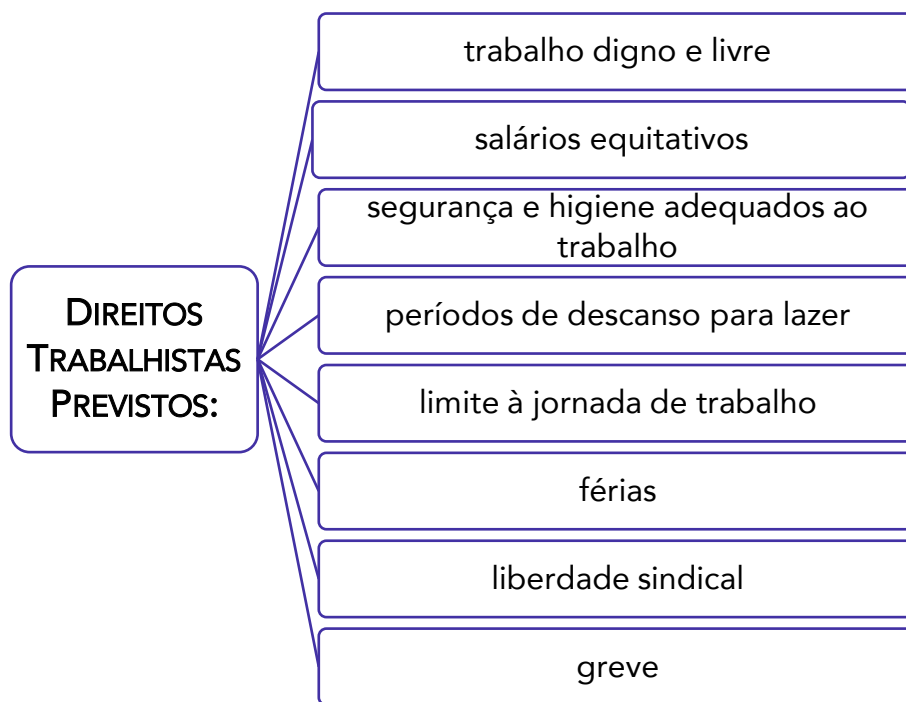 DIREITOS
TRABALHISTAS
PREVISTOS:
trabalho digno e livre
salários equitativos
segurança e higiene adequados ao
trabalho
períodos de descanso para lazer
limite à jornada de trabalho
férias
liberdade sindical
greve